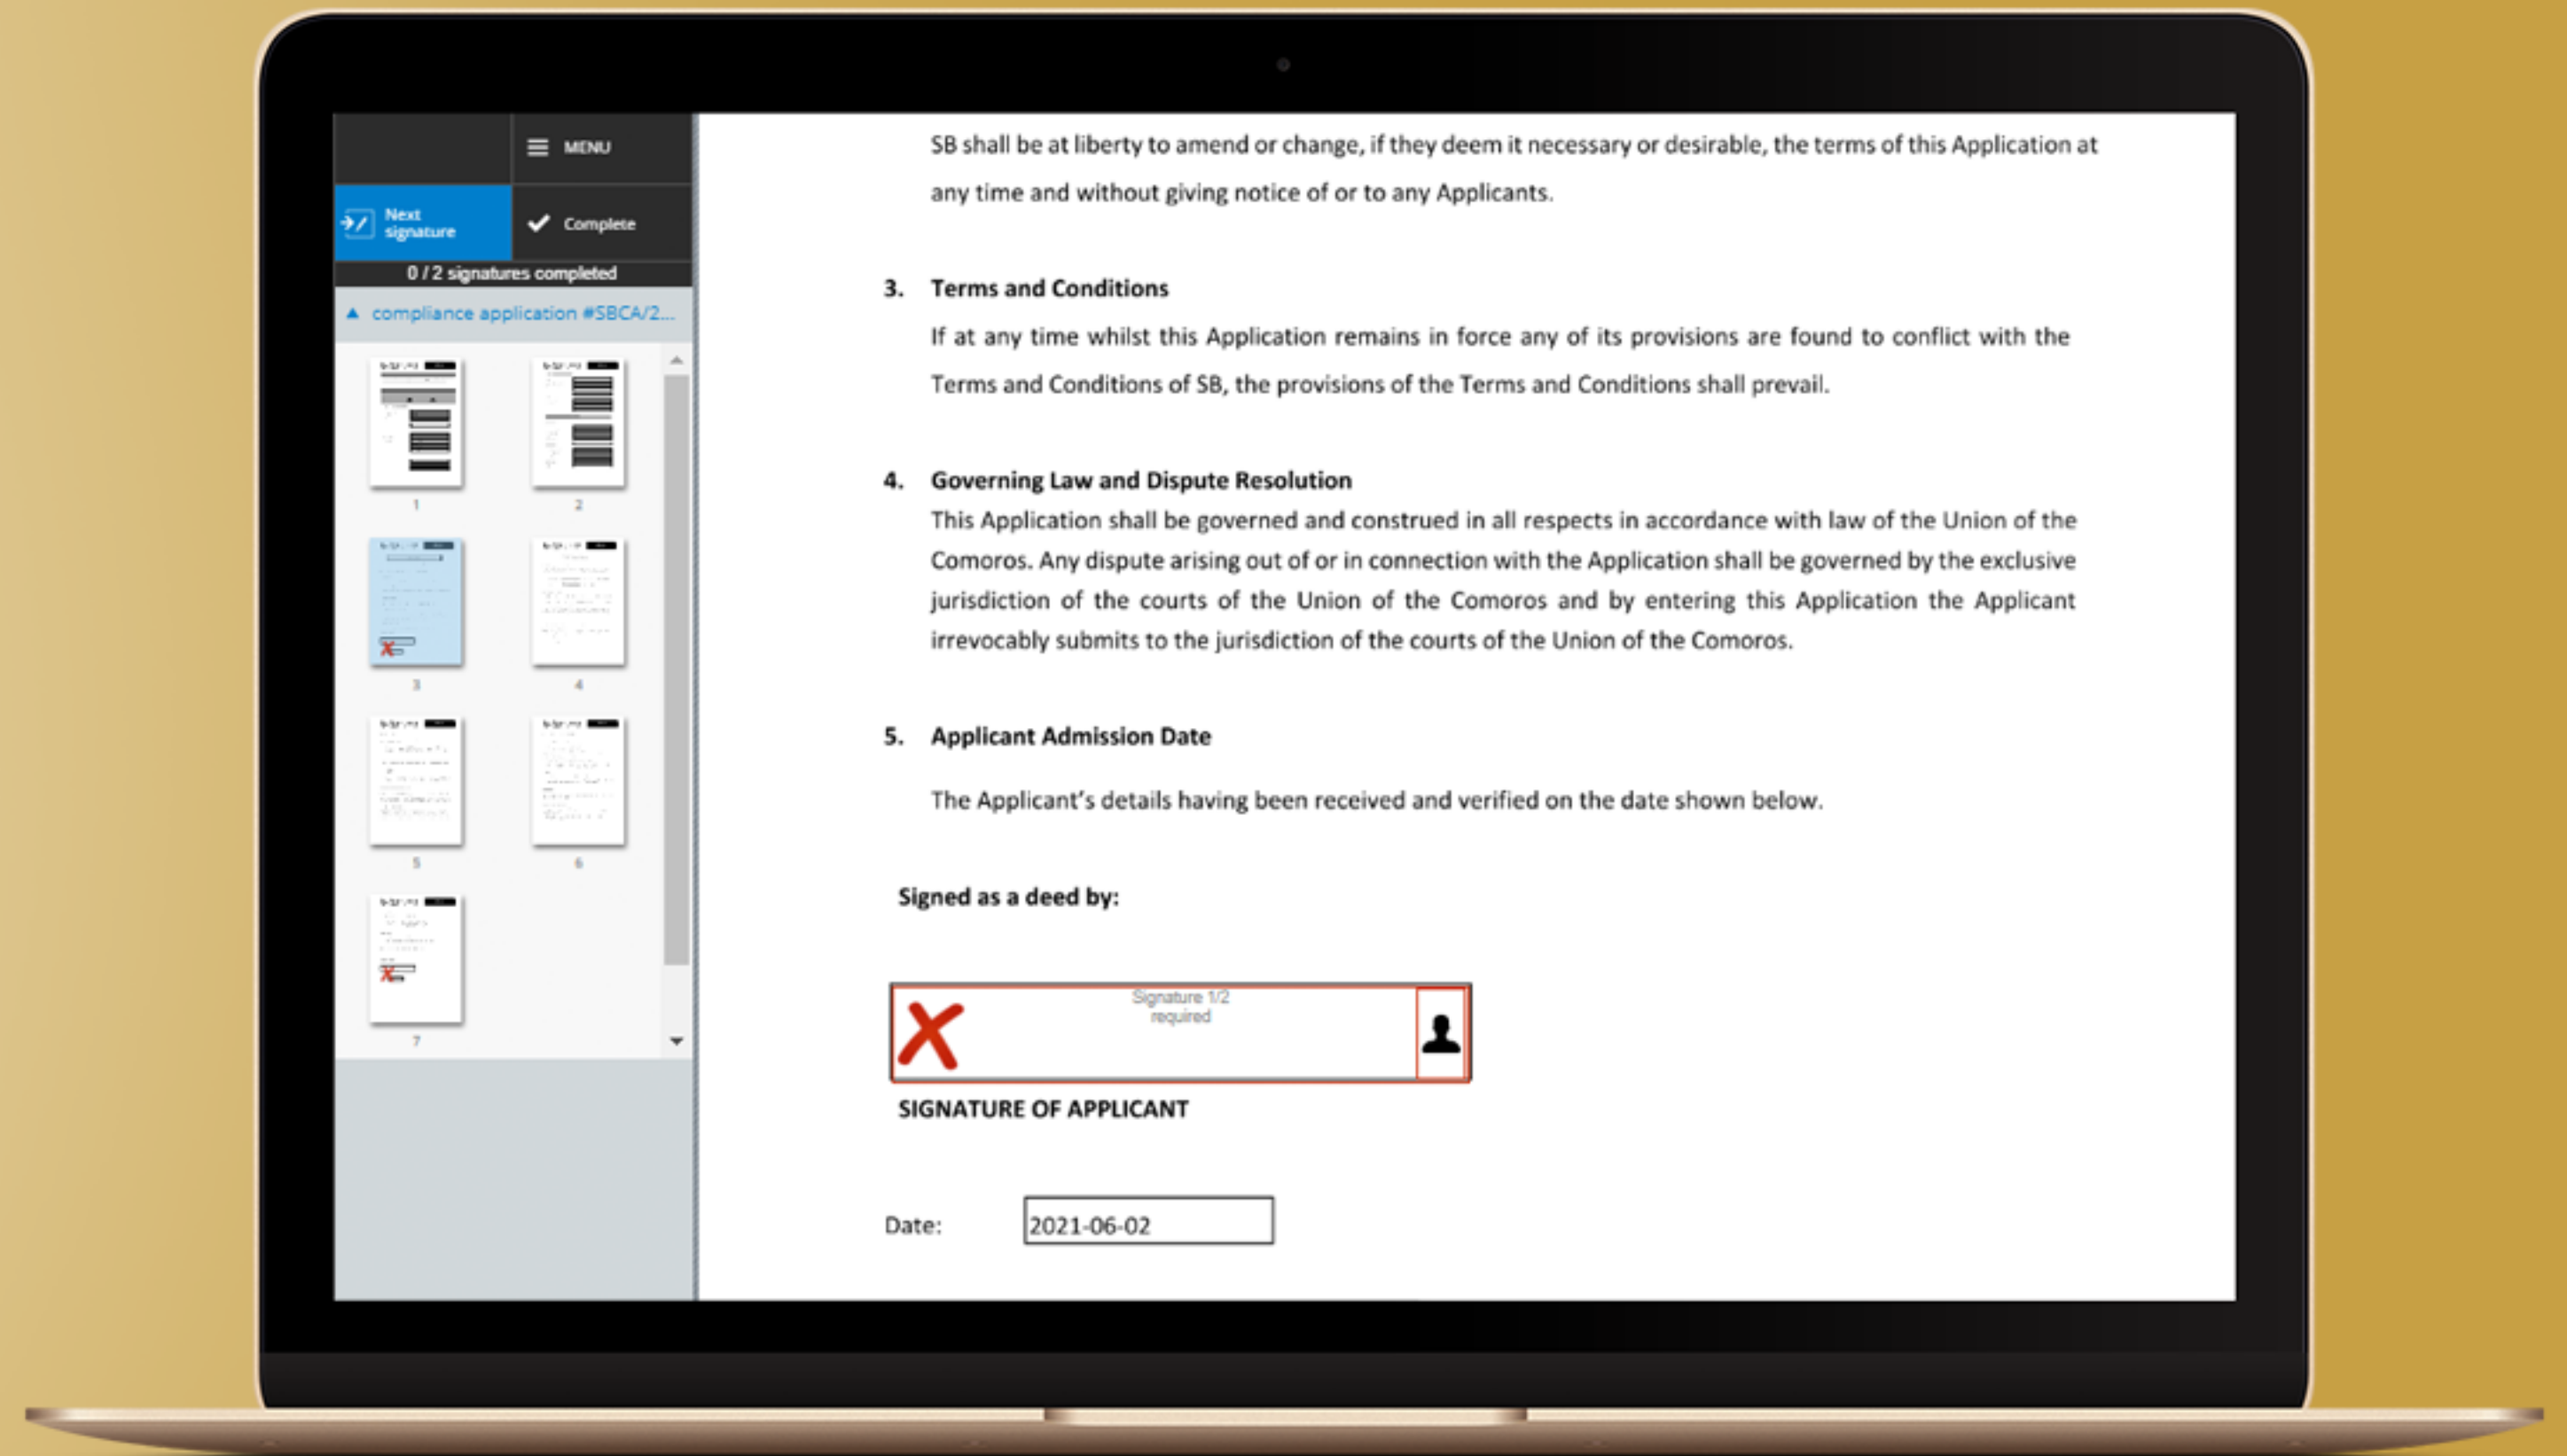 MENU
Next
signature
Complete
0 / 2 signatures completed
compliance application #SBCA/2...
1
2
3
4
5
6
7
SB shall be at liberty to amend or change, if they deem it necessary or desirable, the terms of this Application at
any time and without giving notice of or to any Applicants.
3. Terms and Conditions
If at any time whilst this Application remains in force any of its provisions are found to conflict with the
Terms and Conditions of SB, the provisions of the Terms and Conditions shall prevail.
4. Governing Law and Dispute Resolution
This Application shall be governed and construed in all respects in accordance with law of the Union of the
Comoros. Any dispute arising out of or in connection with the Application shall be governed by the exclusive
jurisdiction of the courts of the Union of the Comoros and by entering this Application the Applicant
irrevocably submits to the jurisdiction of the courts of the Union of the Comoros.
5. Applicant Admission Date
The Applicant’s details having been received and verified on the date shown below.
Signed as a deed by:
Signature 1/2
required
SIGNATURE OF APPLICANT
Date: 2021-06-02